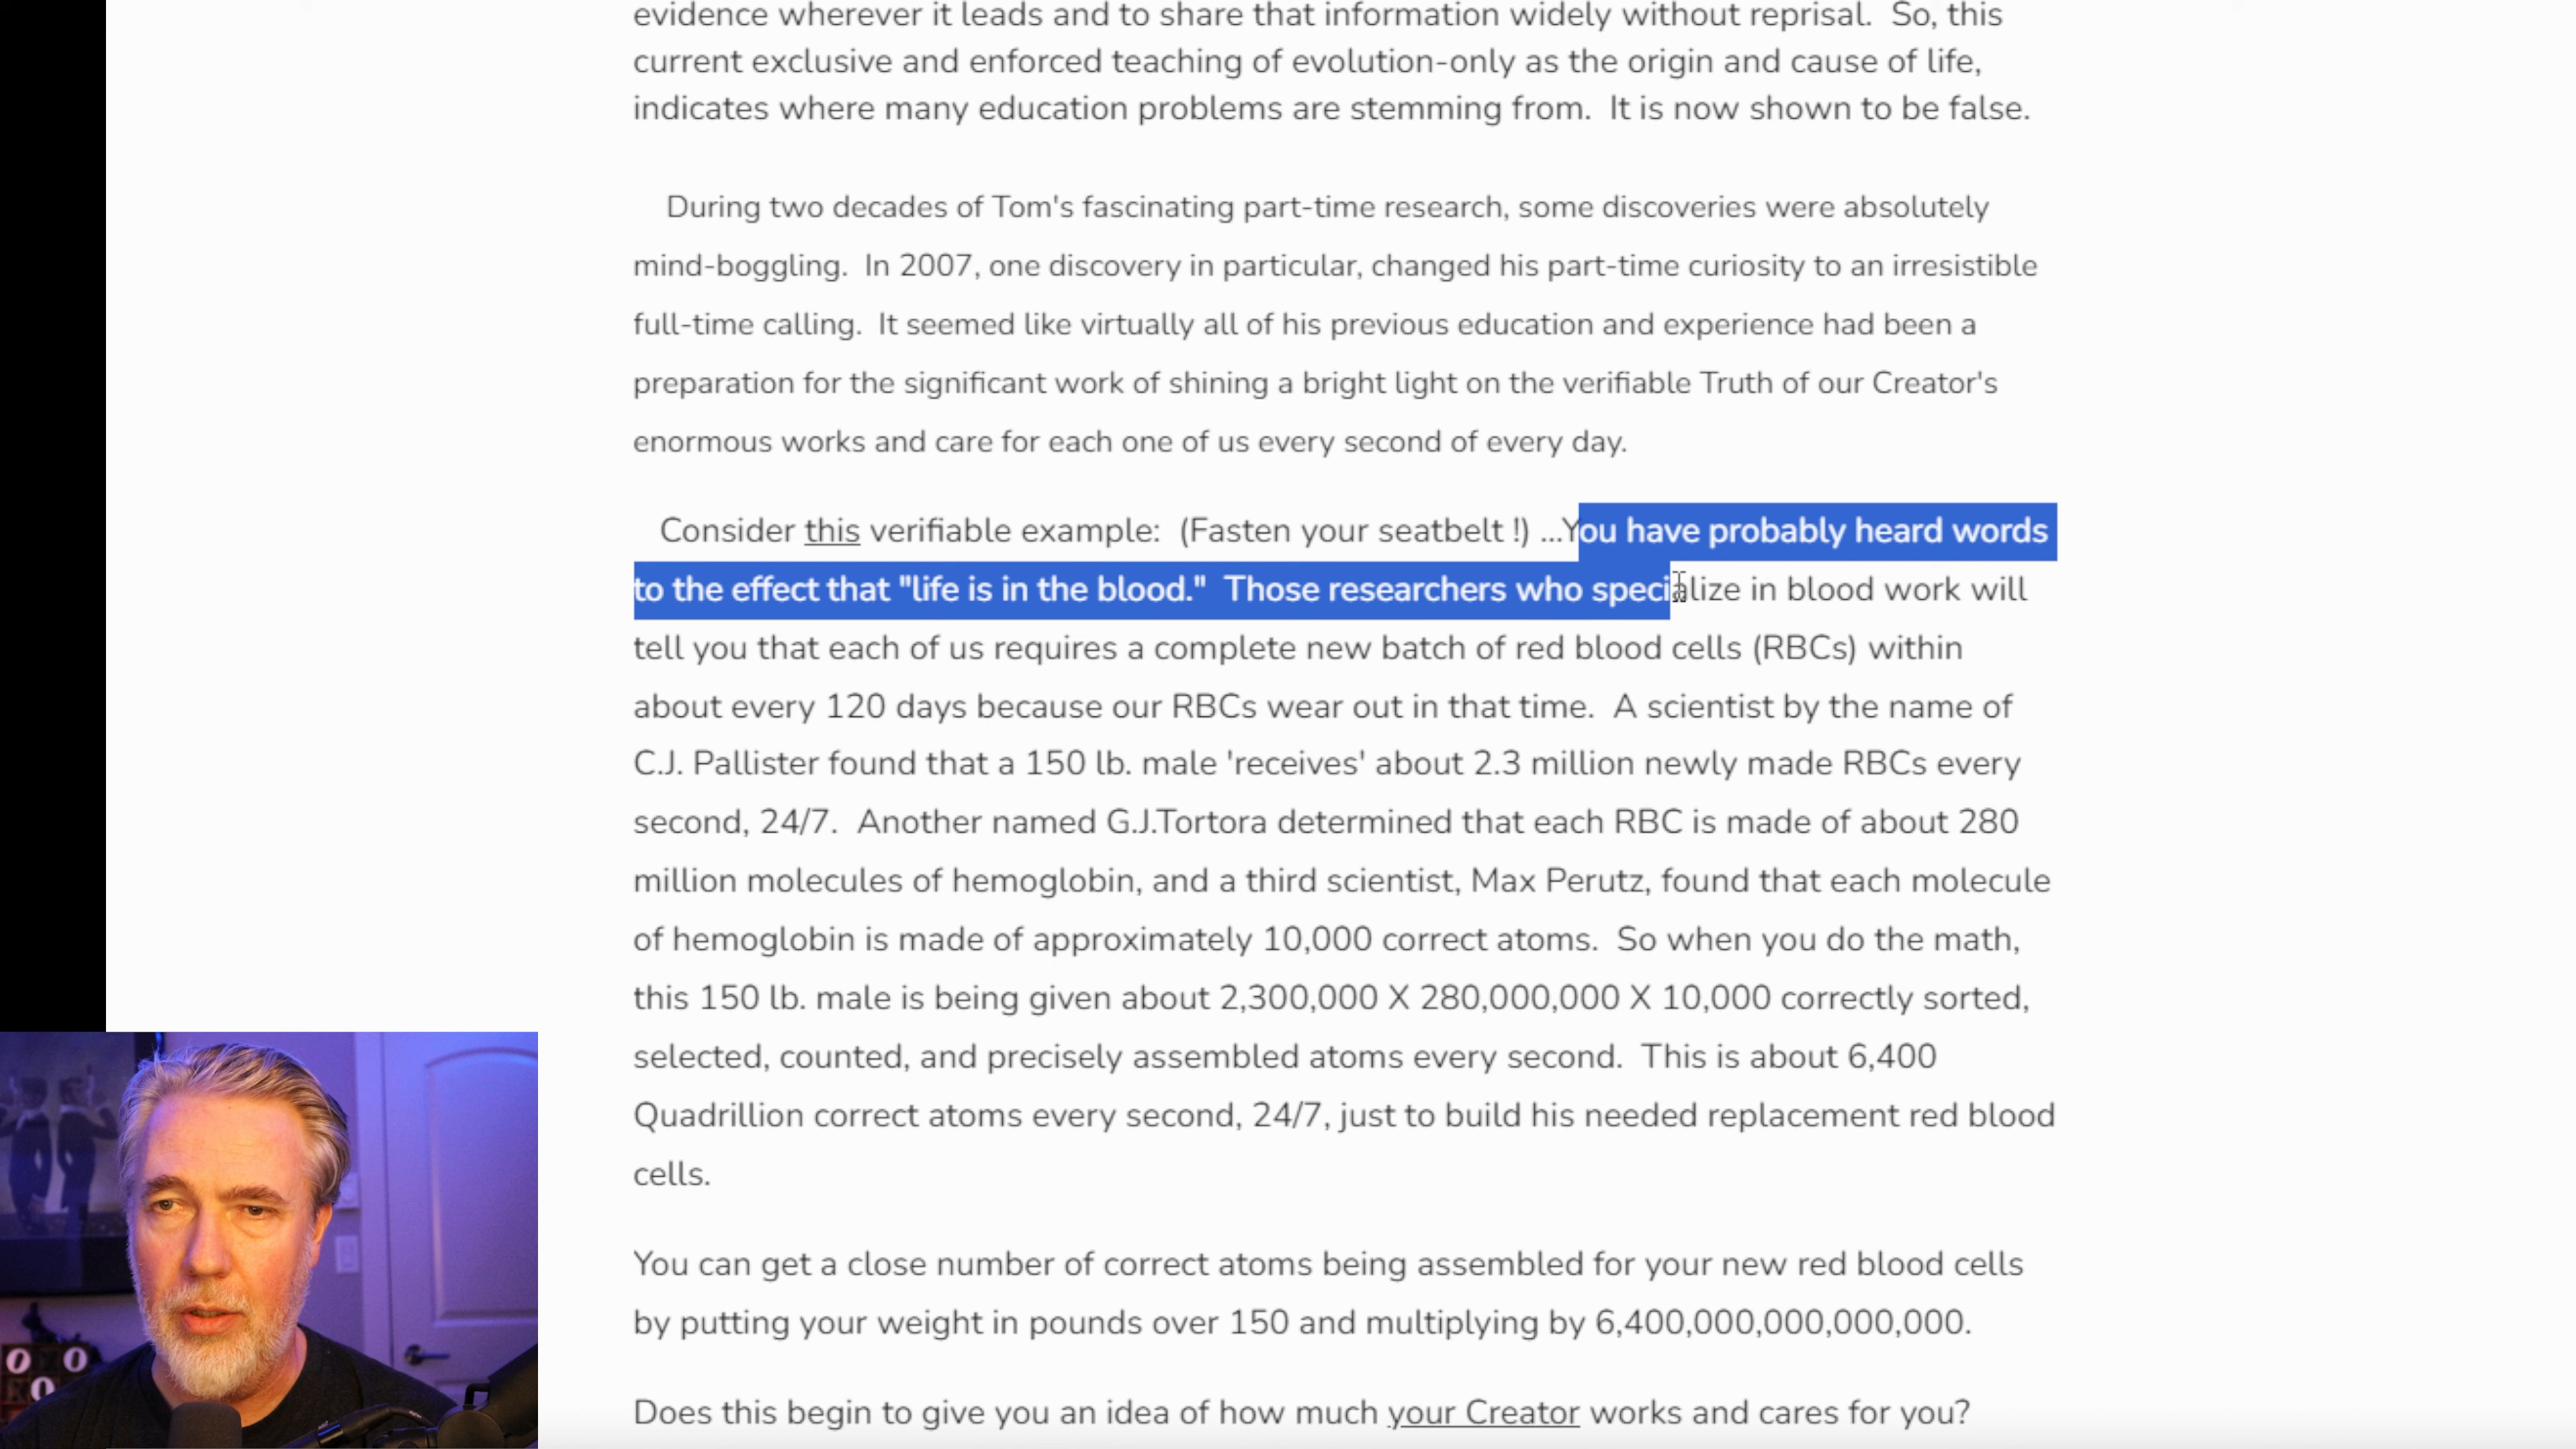 evidence wherever it leads and to share that information widely without reprisal.  So, this
current exclusive and enforced teaching of evolution-only as the origin and cause of life,
indicates where many education problems are stemming from.  It is now shown to be false.
During two decades of Tom's fascinating part-time research, some discoveries were absolutely
mind-boggling.  In 2007, one discovery in particular, changed his part-time curiosity to an irresistible
full-time calling.  It seemed like virtually all of his previous education and experience had been a
preparation for the significant work of shining a bright light on the verifiable Truth of our Creator's
enormous works and care for each one of us every second of every day.
Consider this verifiable example:  (Fasten your seatbelt !) ...You have probably heard words
to the effect that "life is in the blood."  Those researchers who specialize in blood work will
tell you that each of us requires a complete new batch of red blood cells (RBCs) within
about every 120 days because our RBCs wear out in that time.  A scientist by the name of
C.J. Pallister found that a 150 lb. male 'receives' about 2.3 million newly made RBCs every
second, 24/7.  Another named G.J.Tortora determined that each RBC is made of about 280
million molecules of hemoglobin, and a third scientist, Max Perutz, found that each molecule
of hemoglobin is made of approximately 10,000 correct atoms.  So when you do the math,
this 150 lb. male is being given about 2,300,000 X 280,000,000 X 10,000 correctly sorted,
selected, counted, and precisely assembled atoms every second.  This is about 6,400
Quadrillion correct atoms every second, 24/7, just to build his needed replacement red blood
cells.
You can get a close number of correct atoms being assembled for your new red blood cells
by putting your weight in pounds over 150 and multiplying by 6,400,000,000,000,000.
Does this begin to give you an idea of how much your Creator works and cares for you?